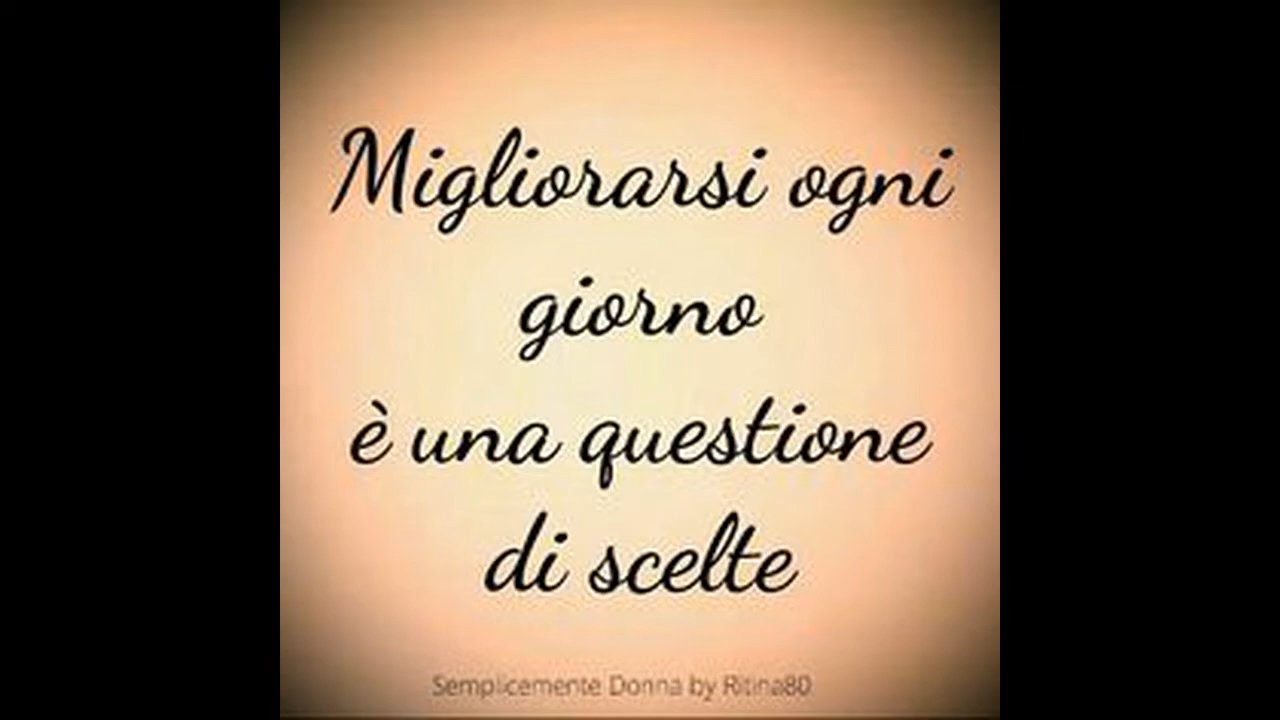 Migliorarsi ogni
giorno
è una questione
di scelte
Semplicemente Donna by Ritina80